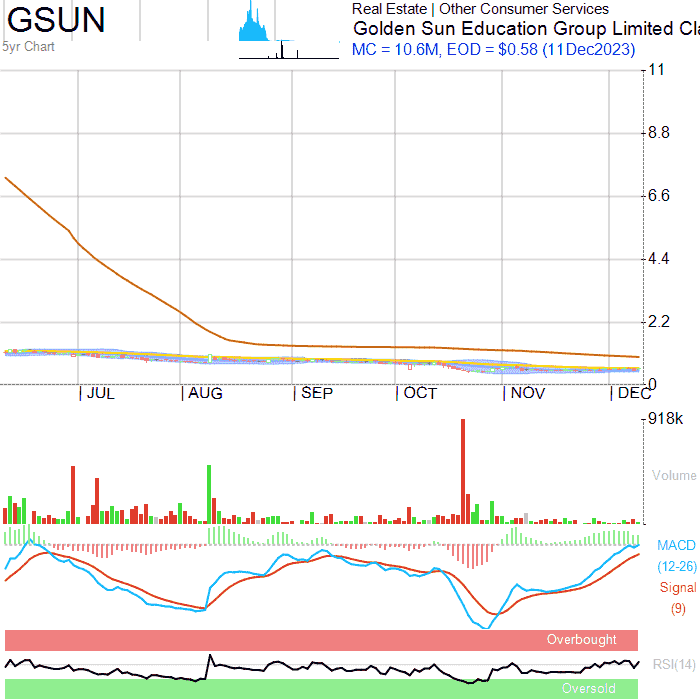 GSUN
5yr Chart
Real Estate | Other Consumer Services
Golden Sun Education Group Limited Cla
MC = 10.6M, EOD = $0.58 (11Dec2023)
11
8.8
6.6
4.4
2.2
0
JUL
AUG
SEP
OCT
NOV
DEC
918k
Volume
MACD
(12-26)
Signal
(9)
Overbought
RSI(14)
Oversold